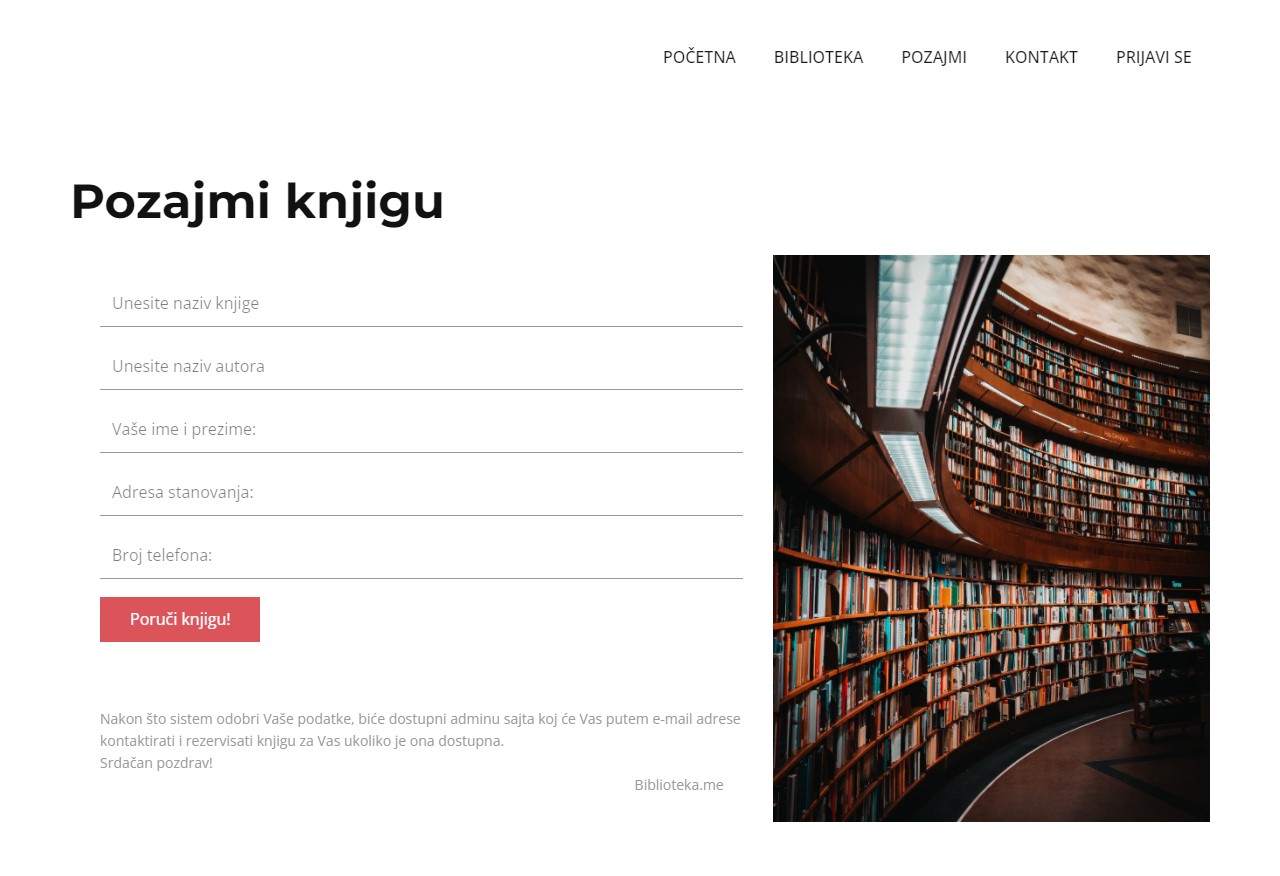 POČETNA BIBLIOTEKA POZAJMI KONTAKT PRIJAVI SE
Pozajmi knjigu
Unesite naziv knjige
Unesite naziv autora
Vaše ime i prezime:
Adresa stanovanja:
Broj telefona:
Poruči knjigu!
Nakon što sistem odobri Vaše podatke, biće dostupni adminu sajta koj će Vas putem e-mail adrese
kontaktirati i rezervisati knjigu za Vas ukoliko je ona dostupna.
Srdačan pozdrav!
Biblioteka.me